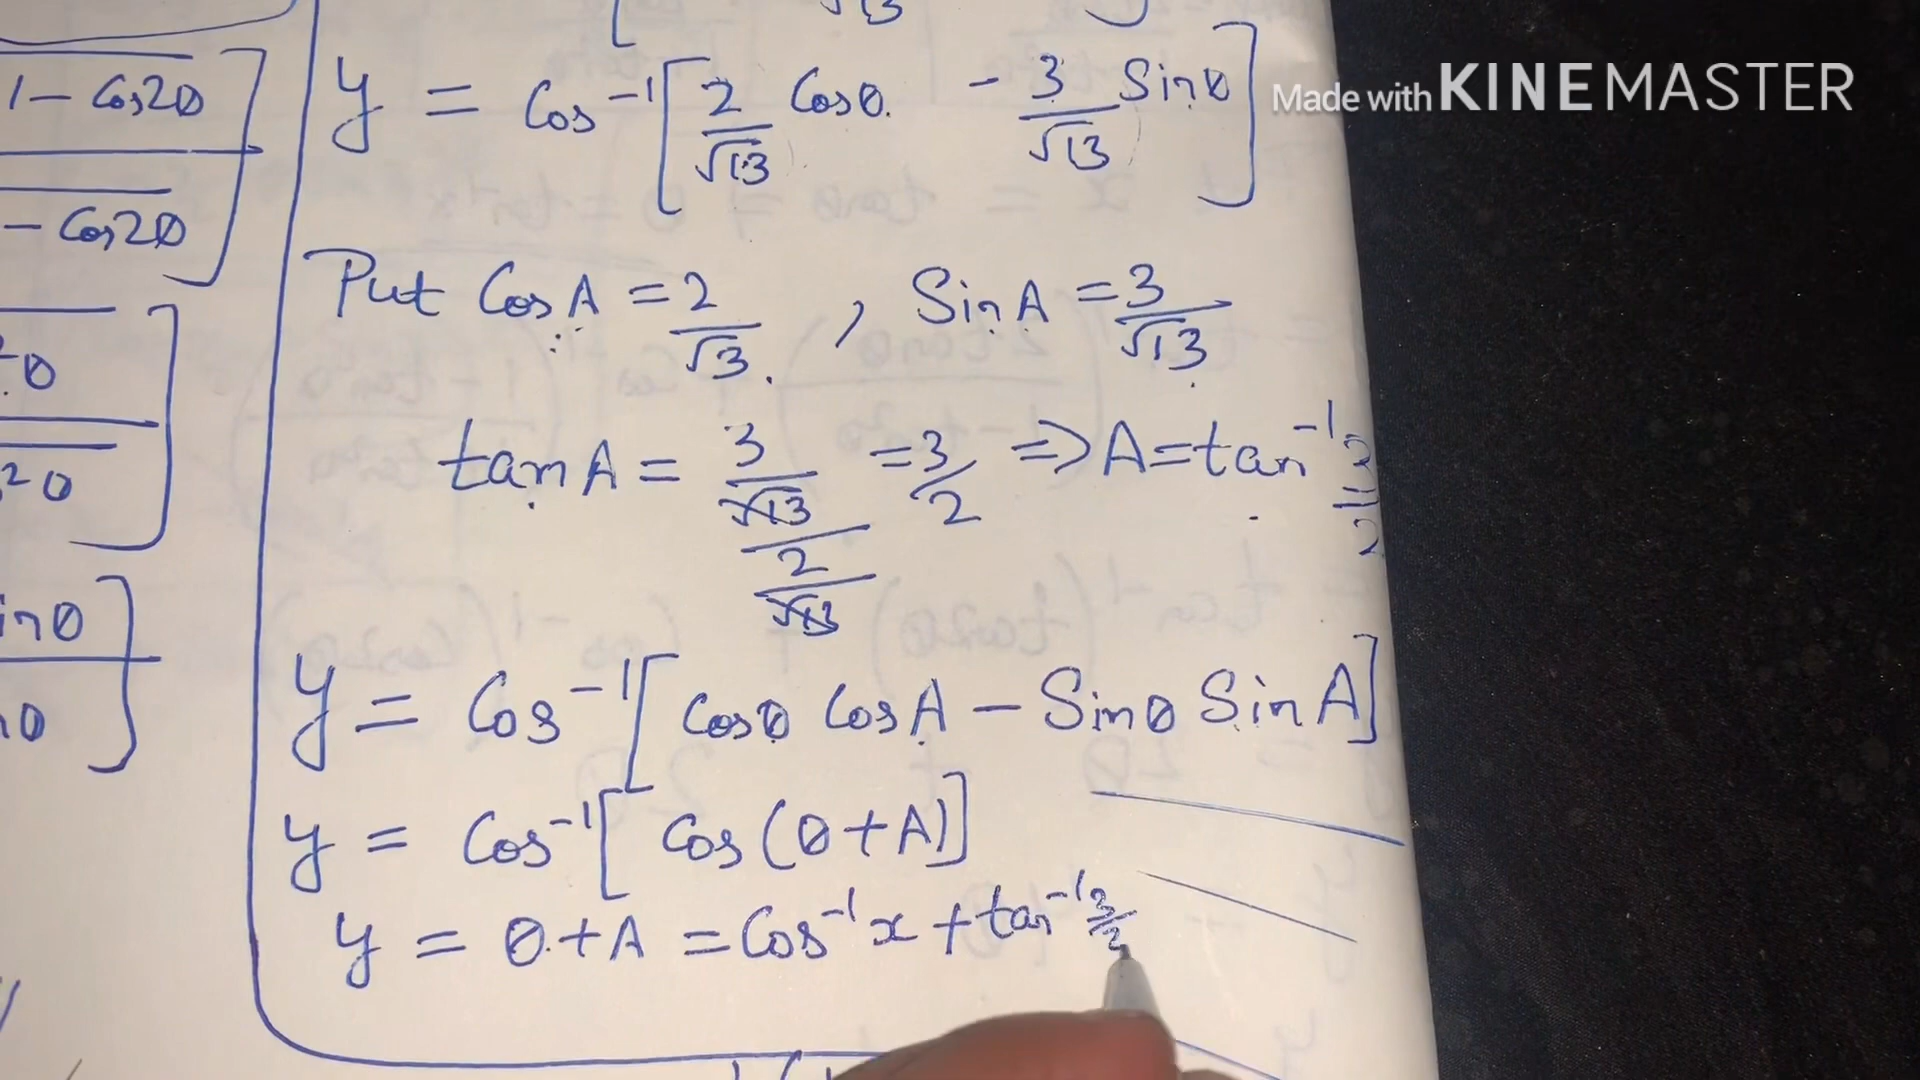 y = Cos⁻¹[2/√13 Cosθ - 3/√13 Sinθ]
Made with KINEMASTER
Put CosA = 2/√13 , SinA = 3/√13
tanA = 3/√13 / 2/√13 = 3/2 => A = tan⁻¹ 3/2
y = Cos⁻¹[Cosθ CosA - Sinθ SinA]
y = Cos⁻¹[Cos(θ+A)]
y = θ+A = Cos⁻¹x + tan⁻¹ 3/2
1 - Cos2θ
- Cos2θ